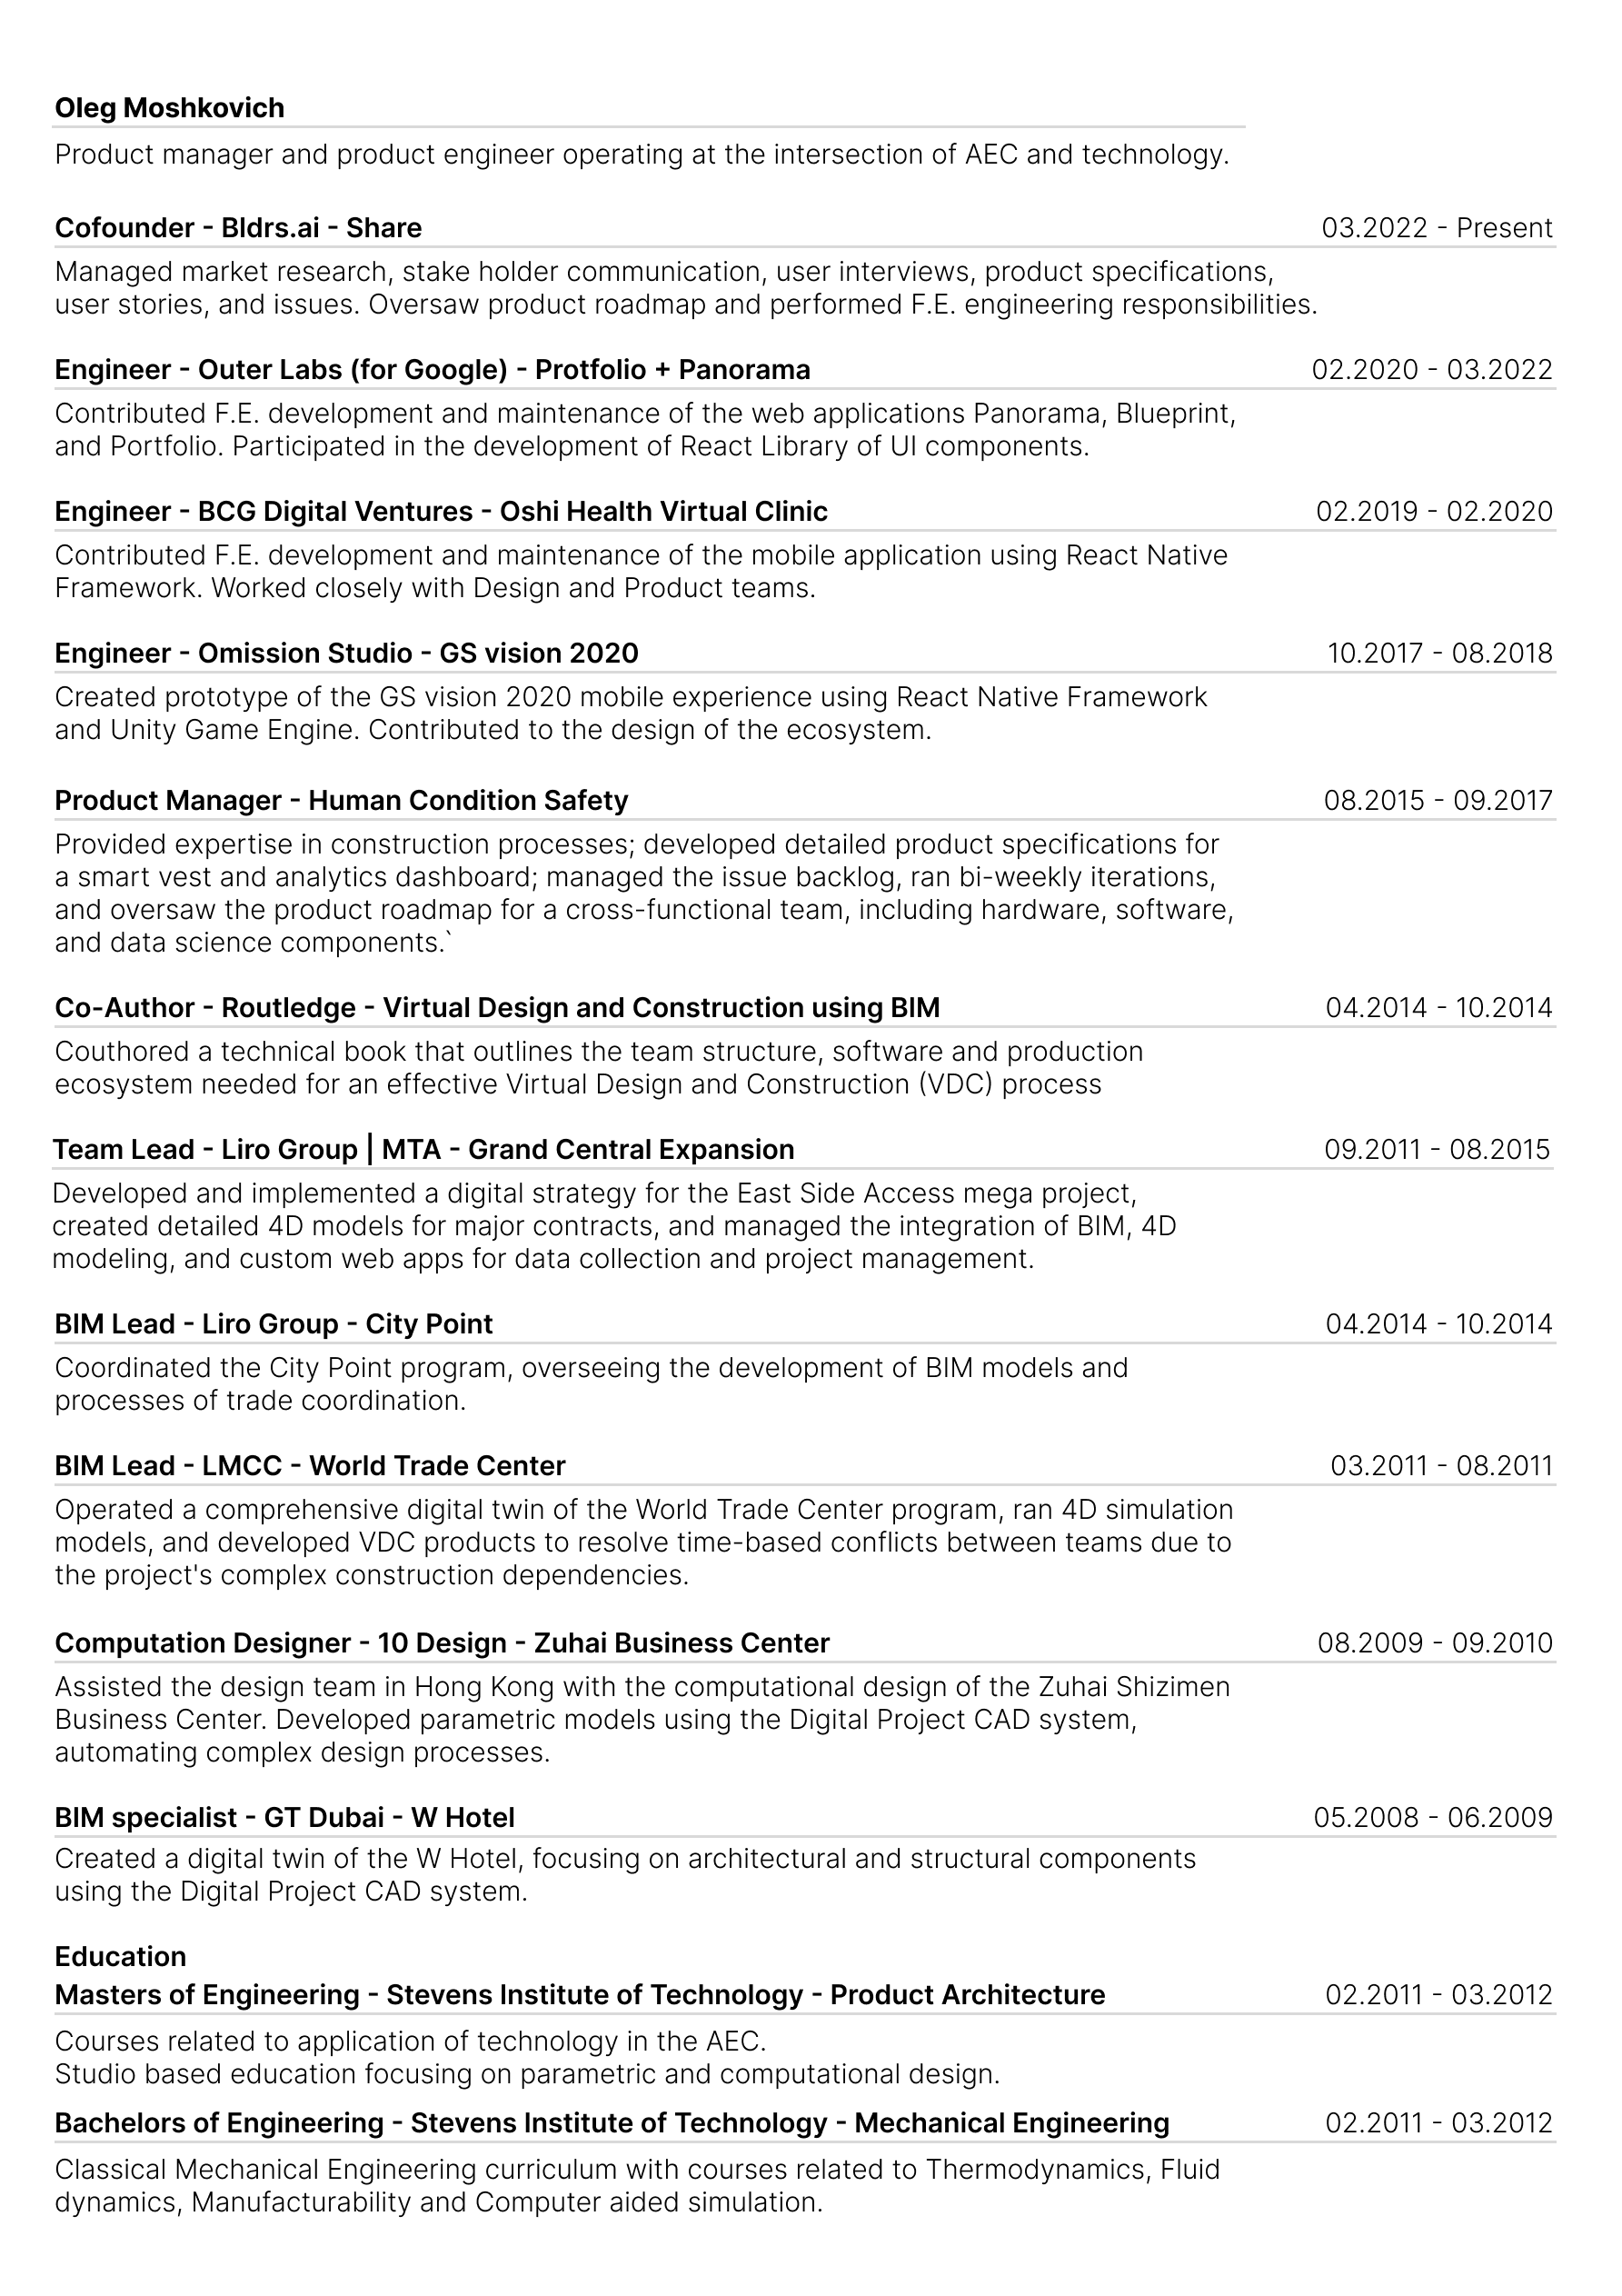 Oleg Moshkovich
Product manager and product engineer operating at the intersection of AEC and technology.
Cofounder - Bldrs.ai - Share 03.2022 - Present
Managed market research, stake holder communication, user interviews, product specifications,
user stories, and issues. Oversaw product roadmap and performed F.E. engineering responsibilities.
Engineer - Outer Labs (for Google) - Protfolio + Panorama 02.2020 - 03.2022
Contributed F.E. development and maintenance of the web applications Panorama, Blueprint,
and Portfolio. Participated in the development of React Library of UI components.
Engineer - BCG Digital Ventures - Oshi Health Virtual Clinic 02.2019 - 02.2020
Contributed F.E. development and maintenance of the mobile application using React Native
Framework. Worked closely with Design and Product teams.
Engineer - Omission Studio - GS vision 2020 10.2017 - 08.2018
Created prototype of the GS vision 2020 mobile experience using React Native Framework
and Unity Game Engine. Contributed to the design of the ecosystem.
Product Manager - Human Condition Safety 08.2015 - 09.2017
Provided expertise in construction processes; developed detailed product specifications for
a smart vest and analytics dashboard; managed the issue backlog, ran bi-weekly iterations,
and oversaw the product roadmap for a cross-functional team, including hardware, software,
and data science components.`
Co-Author - Routledge - Virtual Design and Construction using BIM 04.2014 - 10.2014
Couthored a technical book that outlines the team structure, software and production
ecosystem needed for an effective Virtual Design and Construction (VDC) process
Team Lead - Liro Group | MTA - Grand Central Expansion 09.2011 - 08.2015
Developed and implemented a digital strategy for the East Side Access mega project,
created detailed 4D models for major contracts, and managed the integration of BIM, 4D
modeling, and custom web apps for data collection and project management.
BIM Lead - Liro Group - City Point 04.2014 - 10.2014
Coordinated the City Point program, overseeing the development of BIM models and
processes of trade coordination.
BIM Lead - LMCC - World Trade Center 03.2011 - 08.2011
Operated a comprehensive digital twin of the World Trade Center program, ran 4D simulation
models, and developed VDC products to resolve time-based conflicts between teams due to
the project's complex construction dependencies.
Computation Designer - 10 Design - Zuhai Business Center 08.2009 - 09.2010
Assisted the design team in Hong Kong with the computational design of the Zuhai Shizimen
Business Center. Developed parametric models using the Digital Project CAD system,
automating complex design processes.
BIM specialist - GT Dubai - W Hotel 05.2008 - 06.2009
Created a digital twin of the W Hotel, focusing on architectural and structural components
using the Digital Project CAD system.
Education
Masters of Engineering - Stevens Institute of Technology - Product Architecture 02.2011 - 03.2012
Courses related to application of technology in the AEC.
Studio based education focusing on parametric and computational design.
Bachelors of Engineering - Stevens Institute of Technology - Mechanical Engineering 02.2011 - 03.2012
Classical Mechanical Engineering curriculum with courses related to Thermodynamics, Fluid
dynamics, Manufacturability and Computer aided simulation.